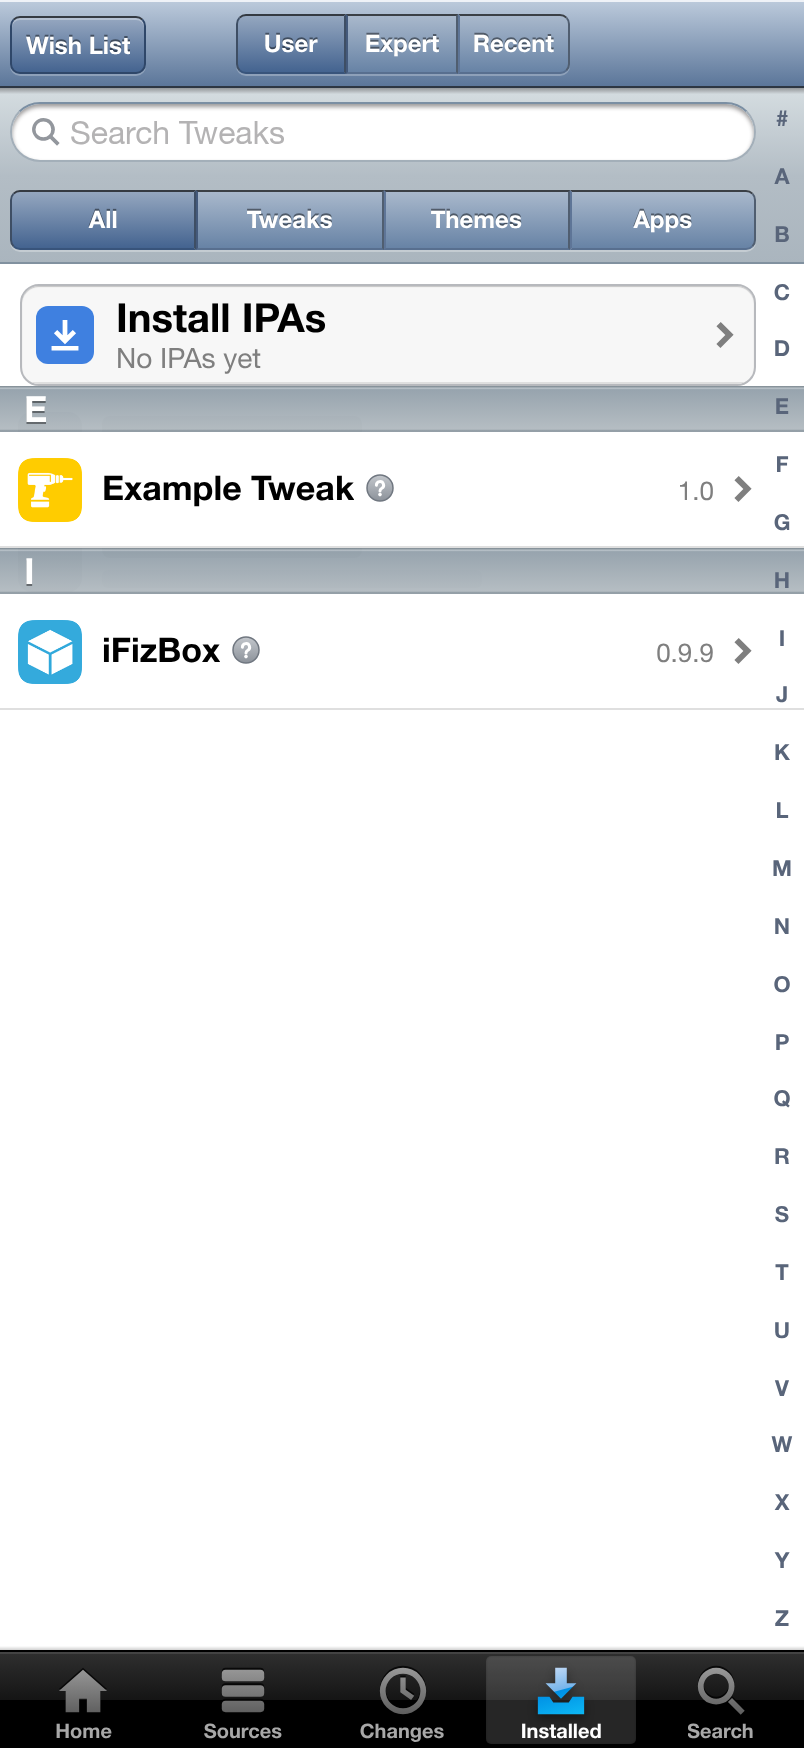 Wish List
User Expert Recent
Search Tweaks
All Tweaks Themes Apps
Install IPAs
No IPAs yet
E
Example Tweak ? 1.0
I
iFizBox ? 0.9.9
#
A
B
C
D
E
F
G
H
I
J
K
L
M
N
O
P
Q
R
S
T
U
V
W
X
Y
Z
Home Sources Changes Installed Search